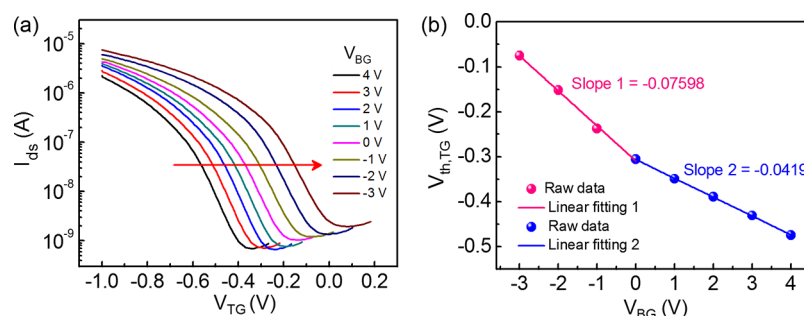 (a)
V_BG
4 V
3 V
2 V
1 V
0 V
-1 V
-2 V
-3 V
10⁻⁵
10⁻⁶
10⁻⁷
10⁻⁸
10⁻⁹
I_ds (A)
-1.0 -0.8 -0.6 -0.4 -0.2 0.0 0.2
V_TG (V)
(b)
0.0
-0.1
-0.2
-0.3
-0.4
-0.5
V_th,TG (V)
Slope 1 = -0.07598
Slope 2 = -0.0419
Raw data
Linear fitting 1
Raw data
Linear fitting 2
-3 -2 -1 0 1 2 3 4
V_BG (V)